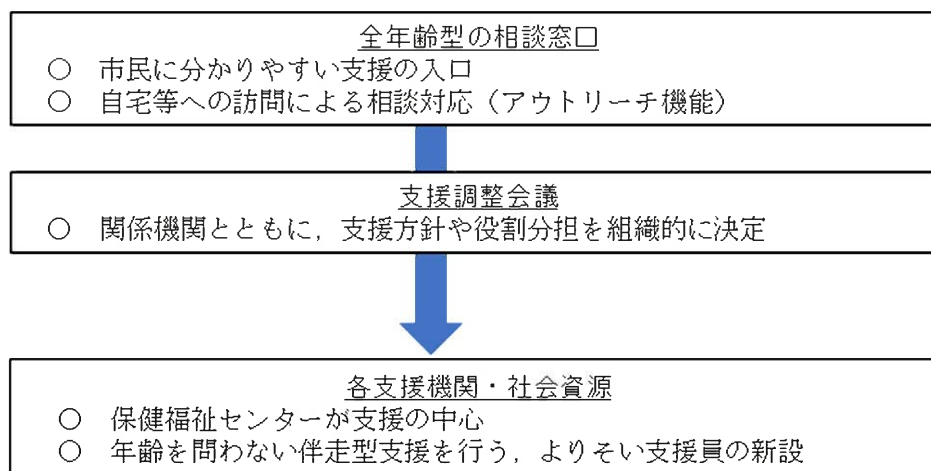 全年齢型の相談窓口
○ 市民に分かりやすい支援の入口
○ 自宅等への訪問による相談対応（アウトリーチ機能）
支援調整会議
○ 関係機関とともに，支援方針や役割分担を組織的に決定
各支援機関・社会資源
○ 保健福祉センターが支援の中心
○ 年齢を問わない伴走型支援を行う，よりそい支援員の新設